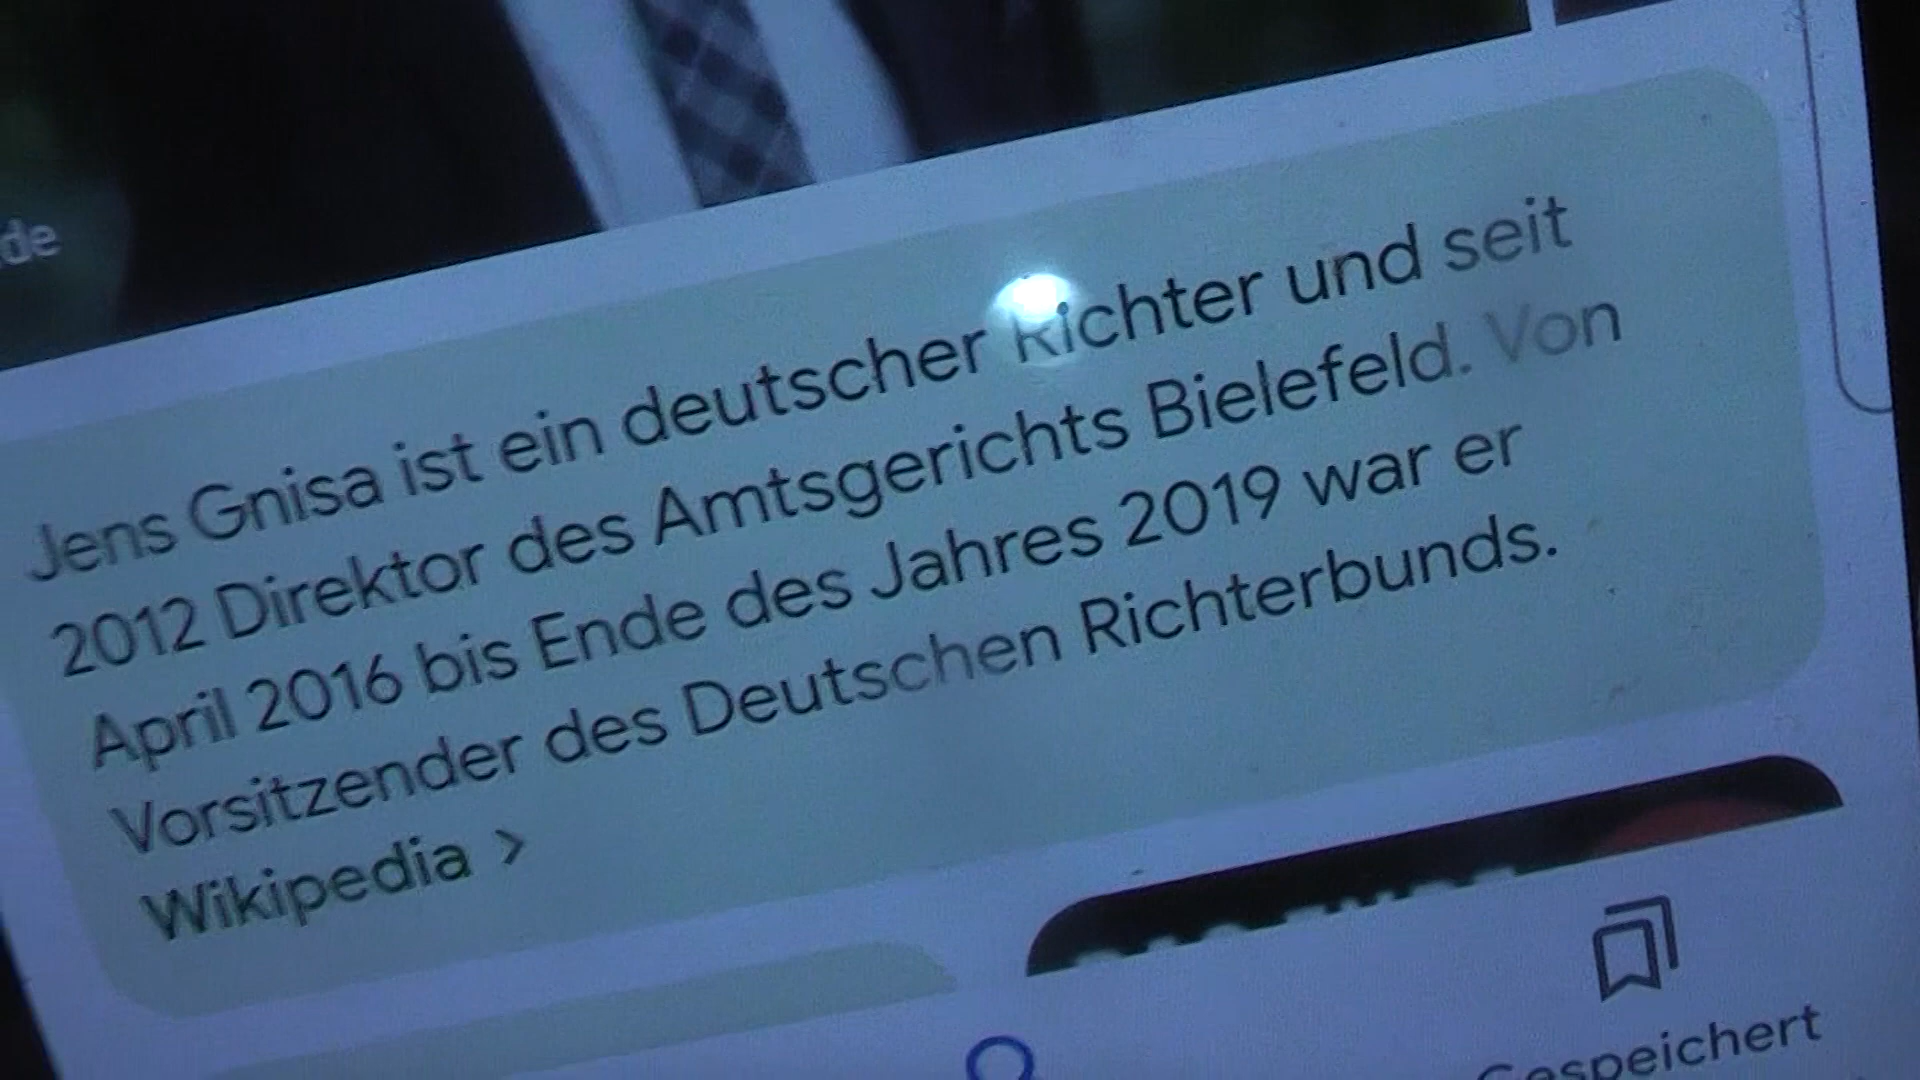 de
Jens Gnisa ist ein deutscher Richter und seit
2012 Direktor des Amtsgerichts Bielefeld. Von
April 2016 bis Ende des Jahres 2019 war er
Vorsitzender des Deutschen Richterbunds.
Wikipedia >
Gespeichert